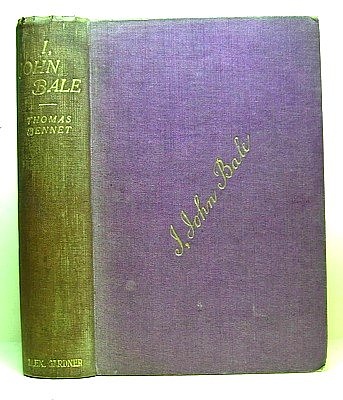 I,
JOHN
BALE
THOMAS
BENNET
ALEX. GARDNER
I, John Bale